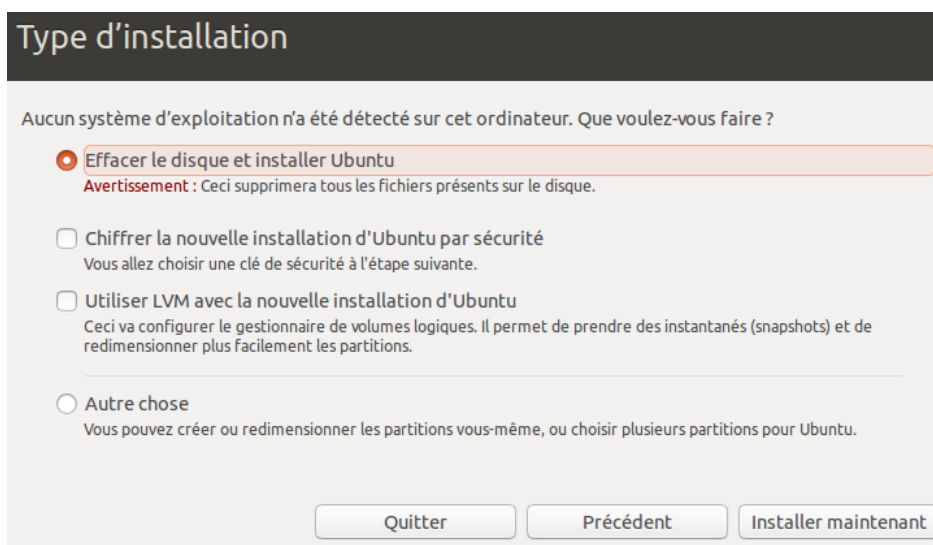 Type d’installation
Aucun système d’exploitation n’a été détecté sur cet ordinateur. Que voulez-vous faire ?
Effacer le disque et installer Ubuntu
Avertissement : Ceci supprimera tous les fichiers présents sur le disque.
Chiffrer la nouvelle installation d'Ubuntu par sécurité
Vous allez choisir une clé de sécurité à l'étape suivante.
Utiliser LVM avec la nouvelle installation d'Ubuntu
Ceci va configurer le gestionnaire de volumes logiques. Il permet de prendre des instantanés (snapshots) et de
redimensionner plus facilement les partitions.
Autre chose
Vous pouvez créer ou redimensionner les partitions vous-même, ou choisir plusieurs partitions pour Ubuntu.
Quitter Précédent Installer maintenant